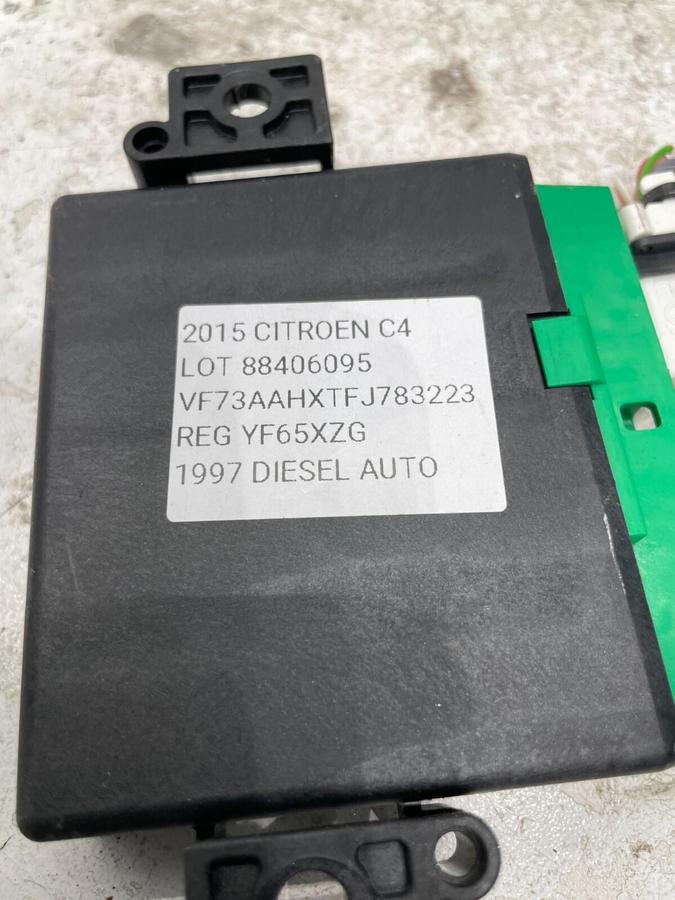 2015 CITROEN C4
LOT 88406095
VF73AAHXTFJ783223
REG YF65XZG
1997 DIESEL AUTO